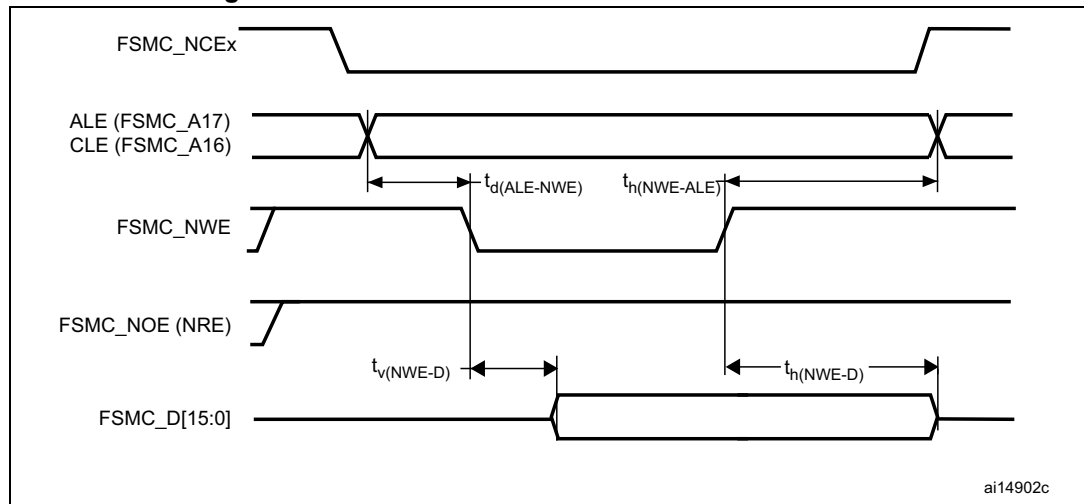 FSMC_NCEx
ALE (FSMC_A17)
CLE (FSMC_A16)
td(ALE-NWE)
th(NWE-ALE)
FSMC_NWE
FSMC_NOE (NRE)
tv(NWE-D)
th(NWE-D)
FSMC_D[15:0]
ai14902c